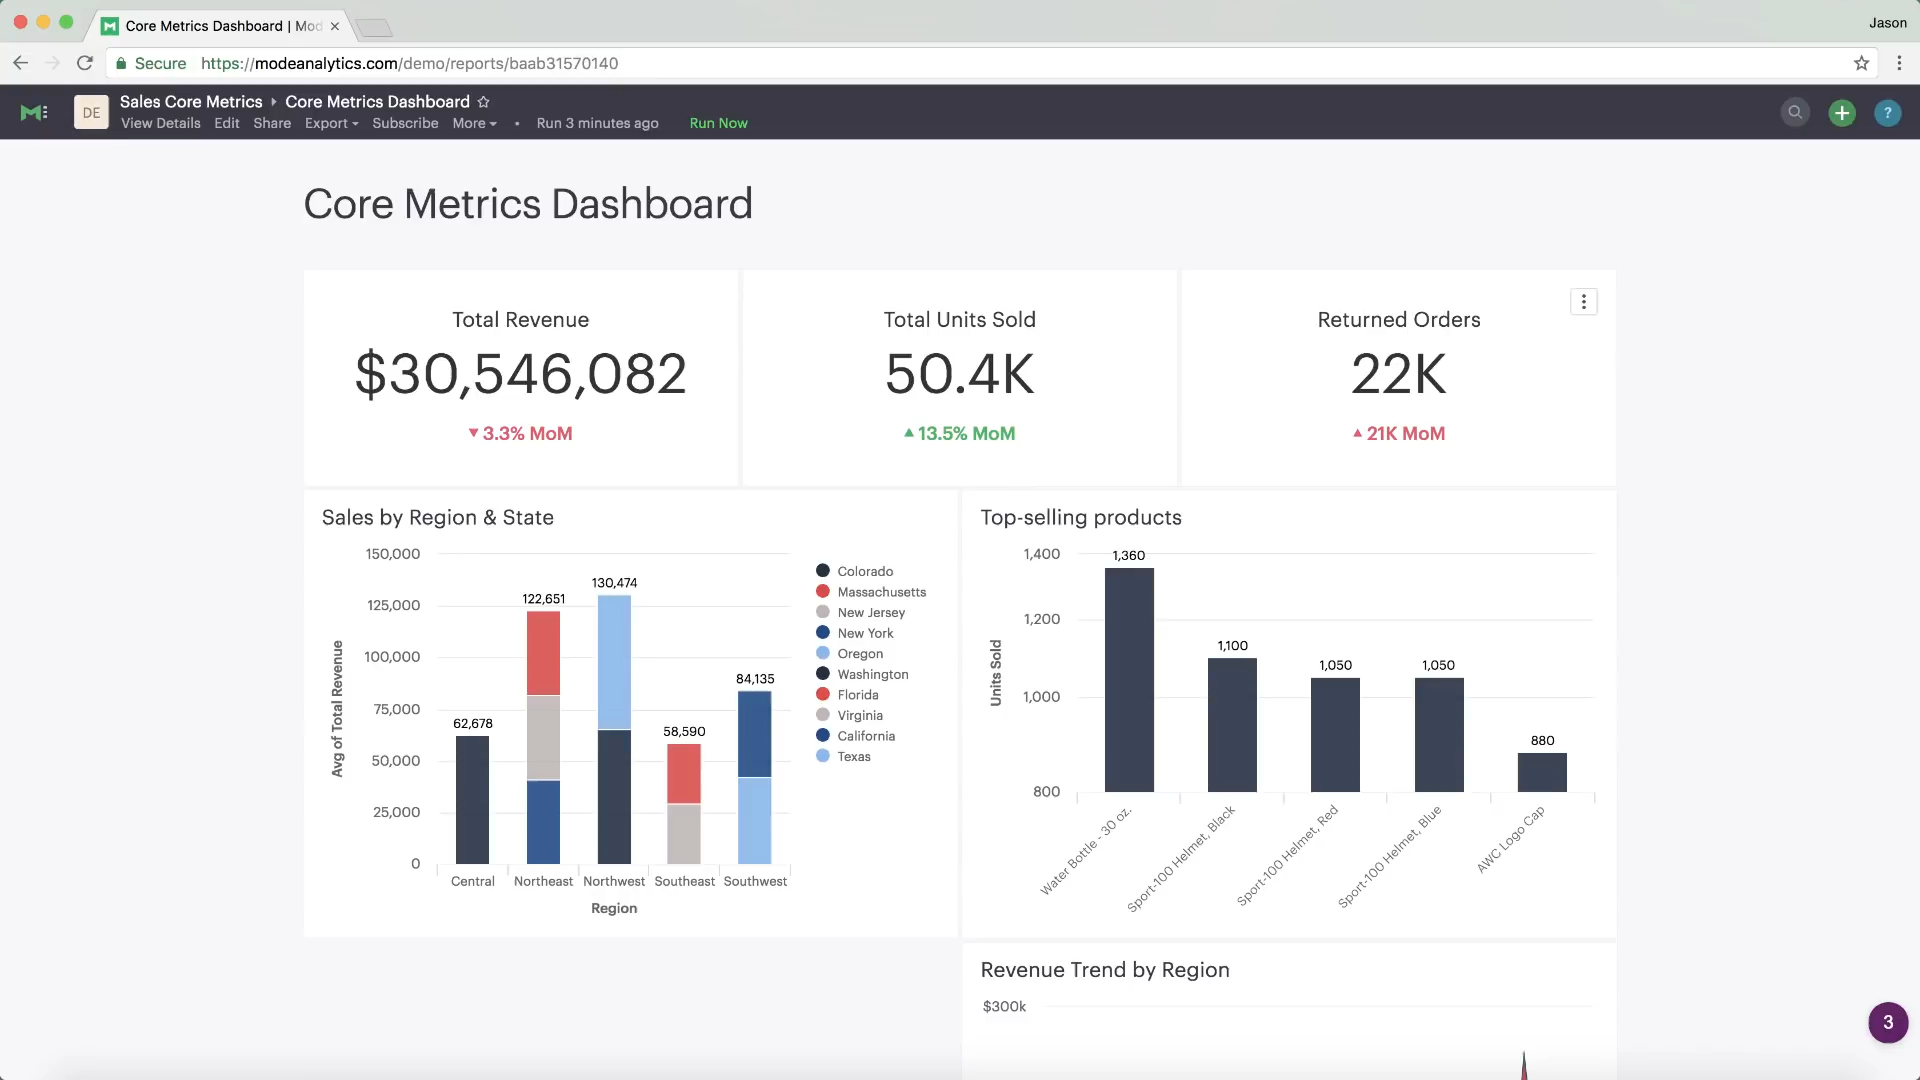 Core Metrics Dashboard | Mod
Jason
Secure https://modeanalytics.com/demo/reports/baab31570140
DE
Sales Core Metrics Core Metrics Dashboard
View Details Edit Share Export Subscribe More • Run 3 minutes ago Run Now
?
Core Metrics Dashboard
Total Revenue
$30,546,082
3.3% MoM
Total Units Sold
50.4K
13.5% MoM
Returned Orders
22K
21K MoM
Sales by Region & State
Avg of Total Revenue
150,000
125,000
100,000
75,000
50,000
25,000
0
62,678
122,651
130,474
58,590
84,135
Central
Northeast
Northwest
Southeast
Southwest
Region
Colorado
Massachusetts
New Jersey
New York
Oregon
Washington
Florida
Virginia
California
Texas
Top-selling products
Units Sold
1,400
1,200
1,000
800
1,360
1,100
1,050
1,050
880
Water Bottle - 30 oz.
Sport-100 Helmet, Black
Sport-100 Helmet, Red
Sport-100 Helmet, Blue
AWC Logo Cap
Revenue Trend by Region
$300k
3